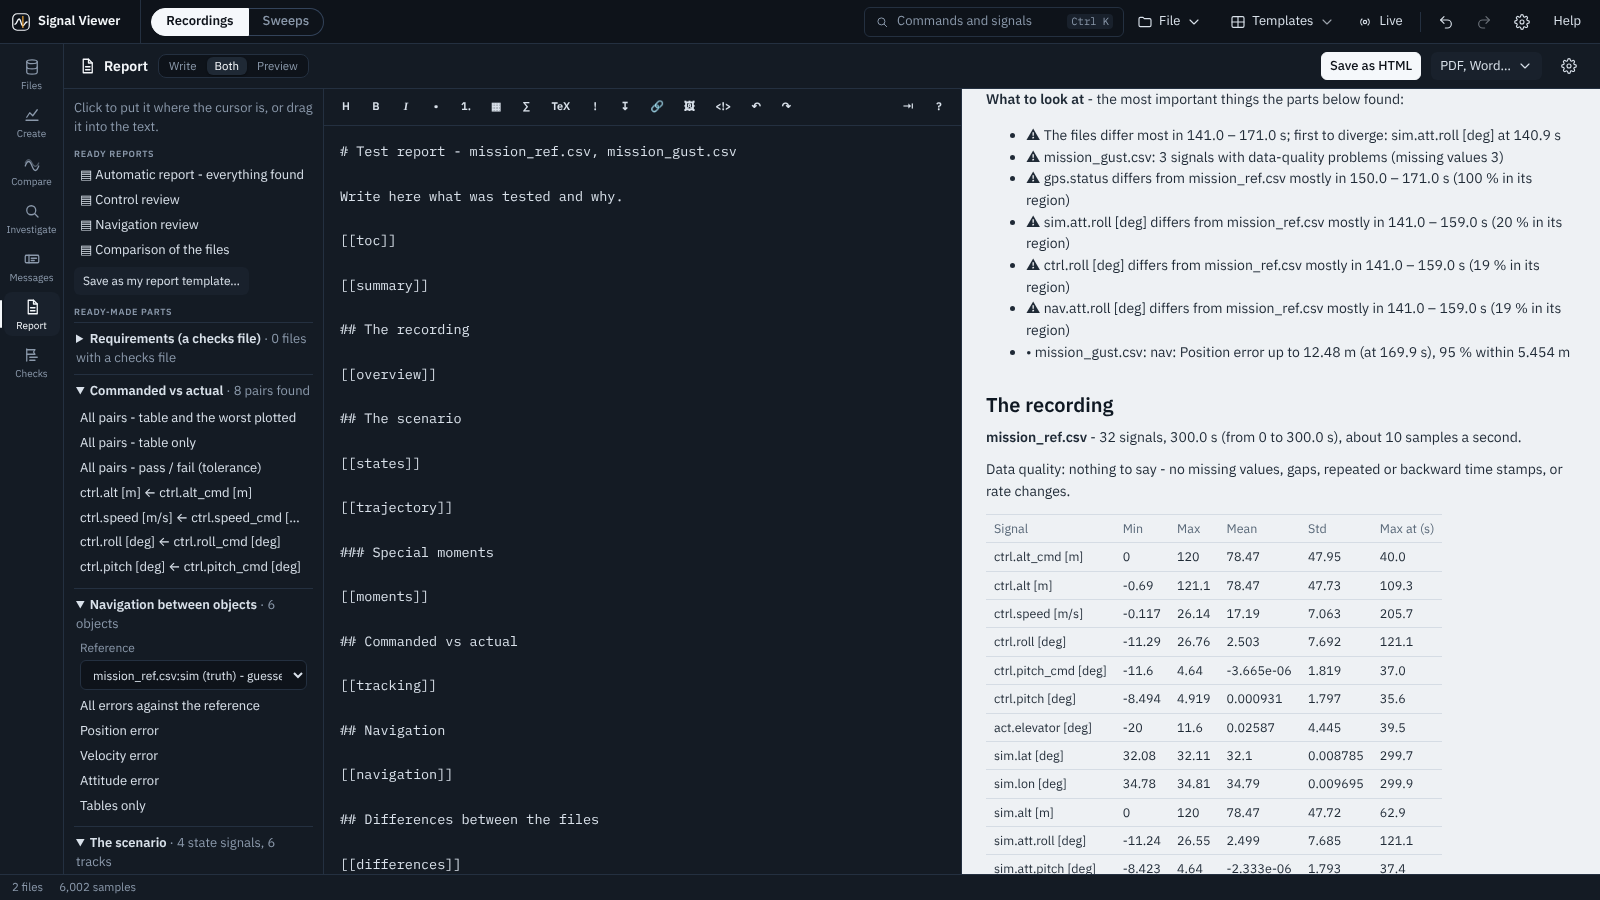 Signal Viewer
Recordings
Sweeps
Commands and signals
Ctrl K
File
Templates
Live
Help
Files
Create
Compare
Investigate
Messages
Report
Checks
Report
Write
Both
Preview
Save as HTML
PDF, Word...
Click to put it where the cursor is, or drag
it into the text.
READY REPORTS
Automatic report - everything found
Control review
Navigation review
Comparison of the files
Save as my report template...
READY-MADE PARTS
Requirements (a checks file) · 0 files
with a checks file
Commanded vs actual · 8 pairs found
All pairs - table and the worst plotted
All pairs - table only
All pairs - pass / fail (tolerance)
ctrl.alt [m] ← ctrl.alt_cmd [m]
ctrl.speed [m/s] ← ctrl.speed_cmd [...
ctrl.roll [deg] ← ctrl.roll_cmd [deg]
ctrl.pitch [deg] ← ctrl.pitch_cmd [deg]
Navigation between objects · 6
objects
Reference
mission_ref.csv:sim (truth) - guesse
All errors against the reference
Position error
Velocity error
Attitude error
Tables only
The scenario · 4 state signals, 6
tracks
H B I • 1. ▦ ∑ TeX ! ↧ 🔗 🖼 <!> ↶ ↷ ⇥ ?
# Test report - mission_ref.csv, mission_gust.csv
Write here what was tested and why.
[[toc]]
[[summary]]
## The recording
[[overview]]
## The scenario
[[states]]
[[trajectory]]
### Special moments
[[moments]]
## Commanded vs actual
[[tracking]]
## Navigation
[[navigation]]
## Differences between the files
[[differences]]
What to look at - the most important things the parts below found:
• ⚠ The files differ most in 141.0 – 171.0 s; first to diverge: sim.att.roll [deg] at 140.9 s
• ⚠ mission_gust.csv: 3 signals with data-quality problems (missing values 3)
• ⚠ gps.status differs from mission_ref.csv mostly in 150.0 – 171.0 s (100 % in its
region)
• ⚠ sim.att.roll [deg] differs from mission_ref.csv mostly in 141.0 – 159.0 s (20 % in its
region)
• ⚠ ctrl.roll [deg] differs from mission_ref.csv mostly in 141.0 – 159.0 s (19 % in its
region)
• ⚠ nav.att.roll [deg] differs from mission_ref.csv mostly in 141.0 – 159.0 s (19 % in its
region)
• • mission_gust.csv: nav: Position error up to 12.48 m (at 169.9 s), 95 % within 5.454 m
The recording
mission_ref.csv - 32 signals, 300.0 s (from 0 to 300.0 s), about 10 samples a second.
Data quality: nothing to say - no missing values, gaps, repeated or backward time stamps, or
rate changes.
Signal Min Max Mean Std Max at (s)
ctrl.alt_cmd [m] 0 120 78.47 47.95 40.0
ctrl.alt [m] -0.69 121.1 78.47 47.73 109.3
ctrl.speed [m/s] -0.117 26.14 17.19 7.063 205.7
ctrl.roll [deg] -11.29 26.76 2.503 7.692 121.1
ctrl.pitch_cmd [deg] -11.6 4.64 -3.665e-06 1.819 37.0
ctrl.pitch [deg] -8.494 4.919 0.000931 1.797 35.6
act.elevator [deg] -20 11.6 0.02587 4.445 39.5
sim.lat [deg] 32.08 32.11 32.1 0.008785 299.7
sim.lon [deg] 34.78 34.81 34.79 0.009695 299.9
sim.alt [m] 0 120 78.47 47.72 62.9
sim.att.roll [deg] -11.24 26.55 2.499 7.685 121.1
sim.att.pitch [deg] -8.423 4.64 -2.333e-06 1.793 37.4
2 files
6,002 samples